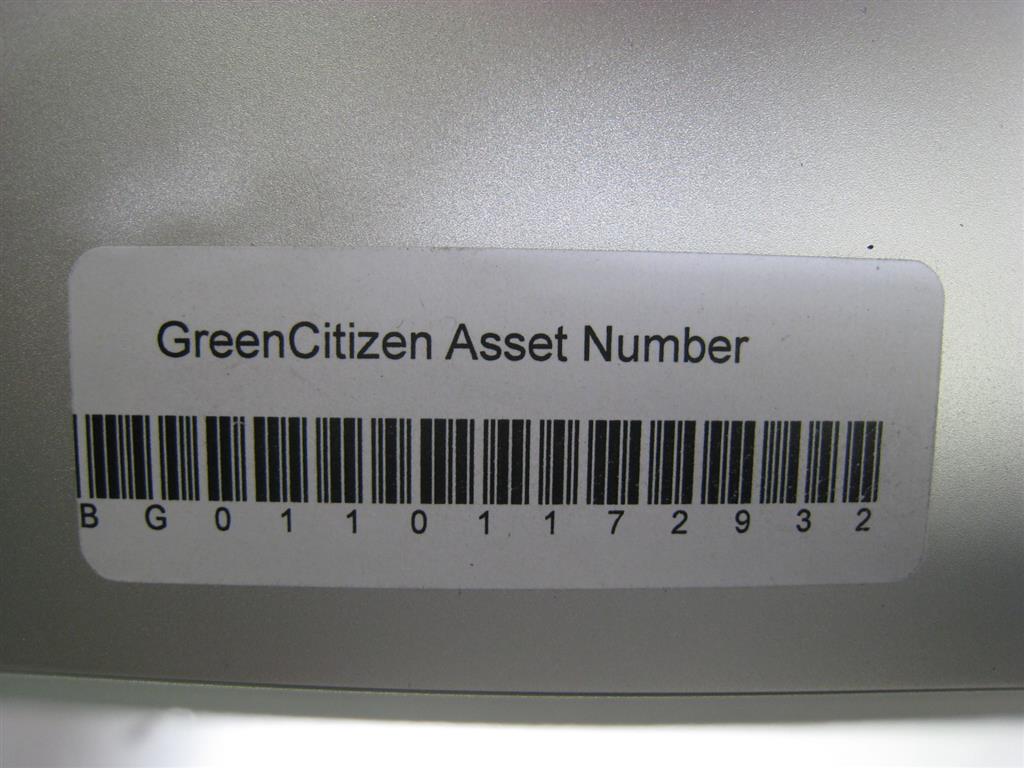 GreenCitizen Asset Number
B G 0 1 1 0 1 1 7 2 9 3 2